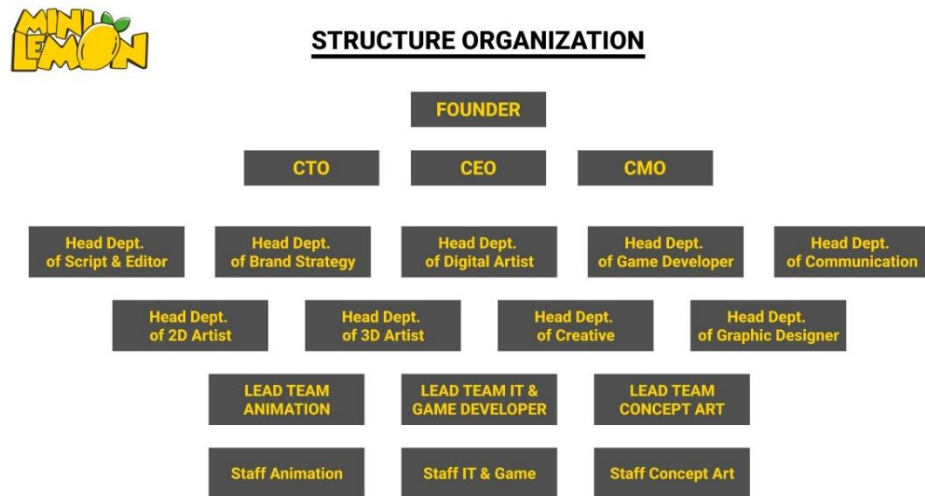 MINI
LEMON
STRUCTURE ORGANIZATION
FOUNDER
CTO
CEO
CMO
Head Dept.
of Script & Editor
Head Dept.
of Brand Strategy
Head Dept.
of Digital Artist
Head Dept.
of Game Developer
Head Dept.
of Communication
Head Dept.
of 2D Artist
Head Dept.
of 3D Artist
Head Dept.
of Creative
Head Dept.
of Graphic Designer
LEAD TEAM
ANIMATION
LEAD TEAM IT &
GAME DEVELOPER
LEAD TEAM
CONCEPT ART
Staff Animation
Staff IT & Game
Staff Concept Art